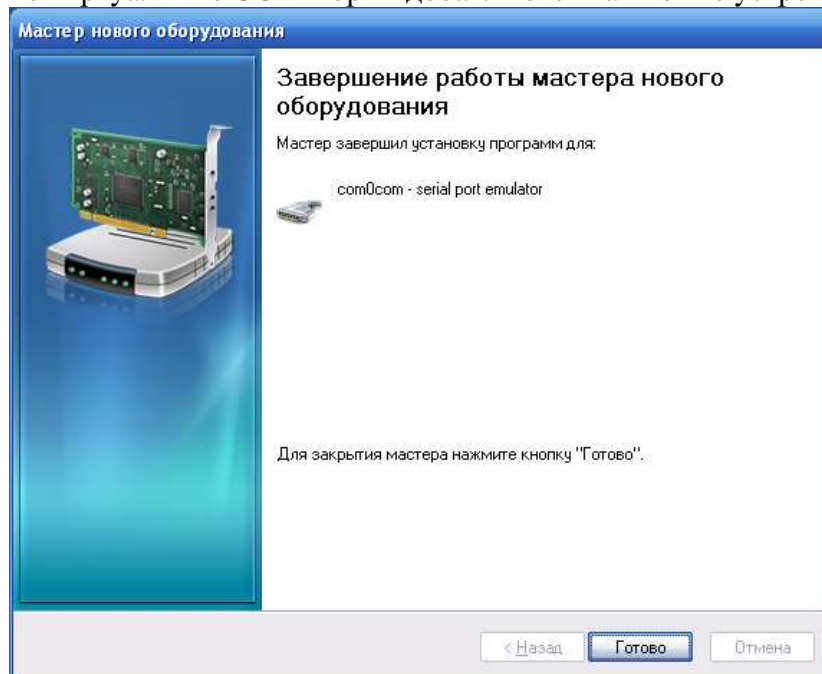 Мастер нового оборудования
Завершение работы мастера нового
оборудования
Мастер завершил установку программ для:
com0com - serial port emulator
Для закрытия мастера нажмите кнопку "Готово".
< Назад
Готово
Отмена